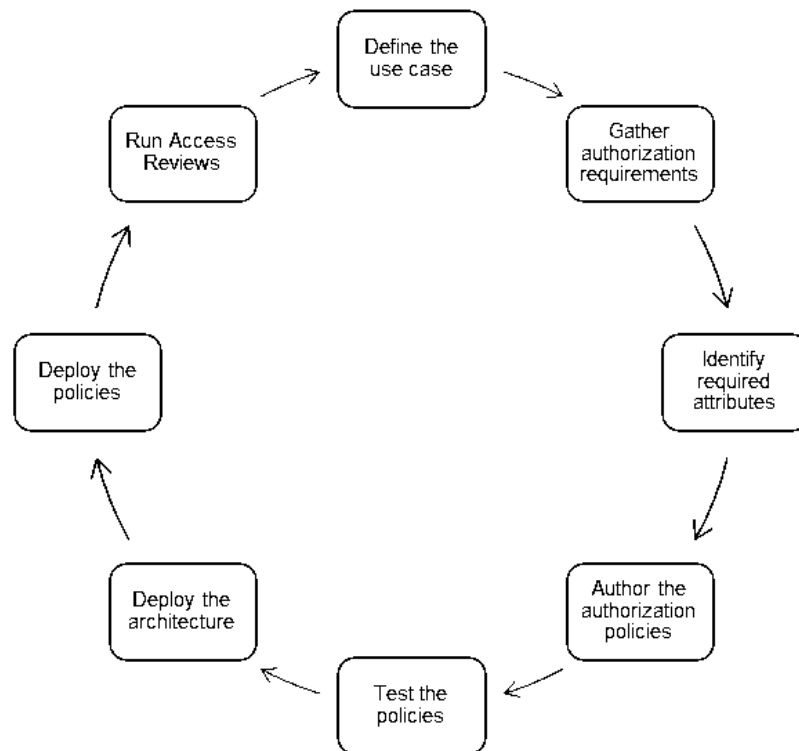 Define the
use case
Gather
authorization
requirements
Identify
required
attributes
Author the
authorization
policies
Test the
policies
Deploy the
architecture
Deploy the
policies
Run Access
Reviews